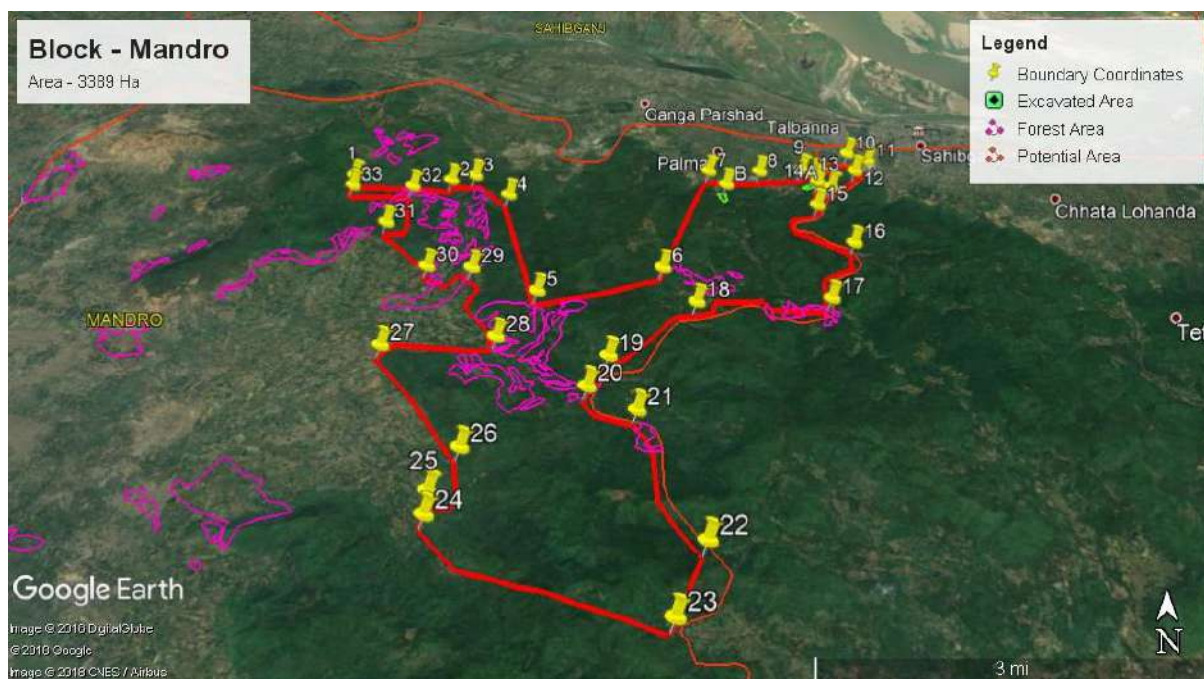 Block - Mandro
Area - 3389 Ha
SAHIBGANJ
Legend
Boundary Coordinates
Excavated Area
Forest Area
Potential Area
Ganga Parshad
Talbanna
Palma
Chhata Lohanda
MANDRO
1
33
32
2
3
4
31
30
29
5
6
7
B
8
9
10
11
13
14
A
12
15
16
17
18
19
20
21
28
27
26
25
24
22
23
Google Earth
Image © 2018 DigitalGlobe
© 2018 Google
Image © 2018 CNES / Airbus
3 mi
N